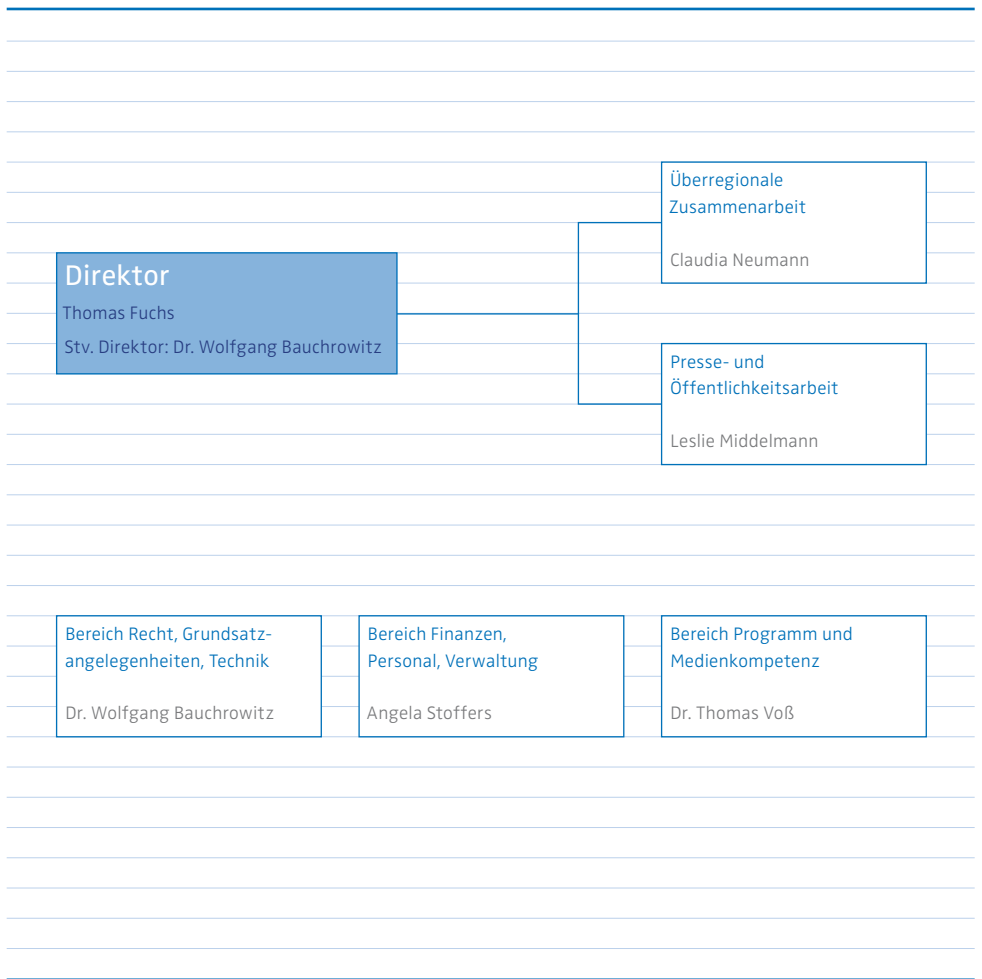 Überregionale
Zusammenarbeit
Claudia Neumann
Direktor
Thomas Fuchs
Stv. Direktor: Dr. Wolfgang Bauchrowitz
Presse- und
Öffentlichkeitsarbeit
Leslie Middelmann
Bereich Recht, Grundsatz-
angelegenheiten, Technik
Dr. Wolfgang Bauchrowitz
Bereich Finanzen,
Personal, Verwaltung
Angela Stoffers
Bereich Programm und
Medienkompetenz
Dr. Thomas Voß